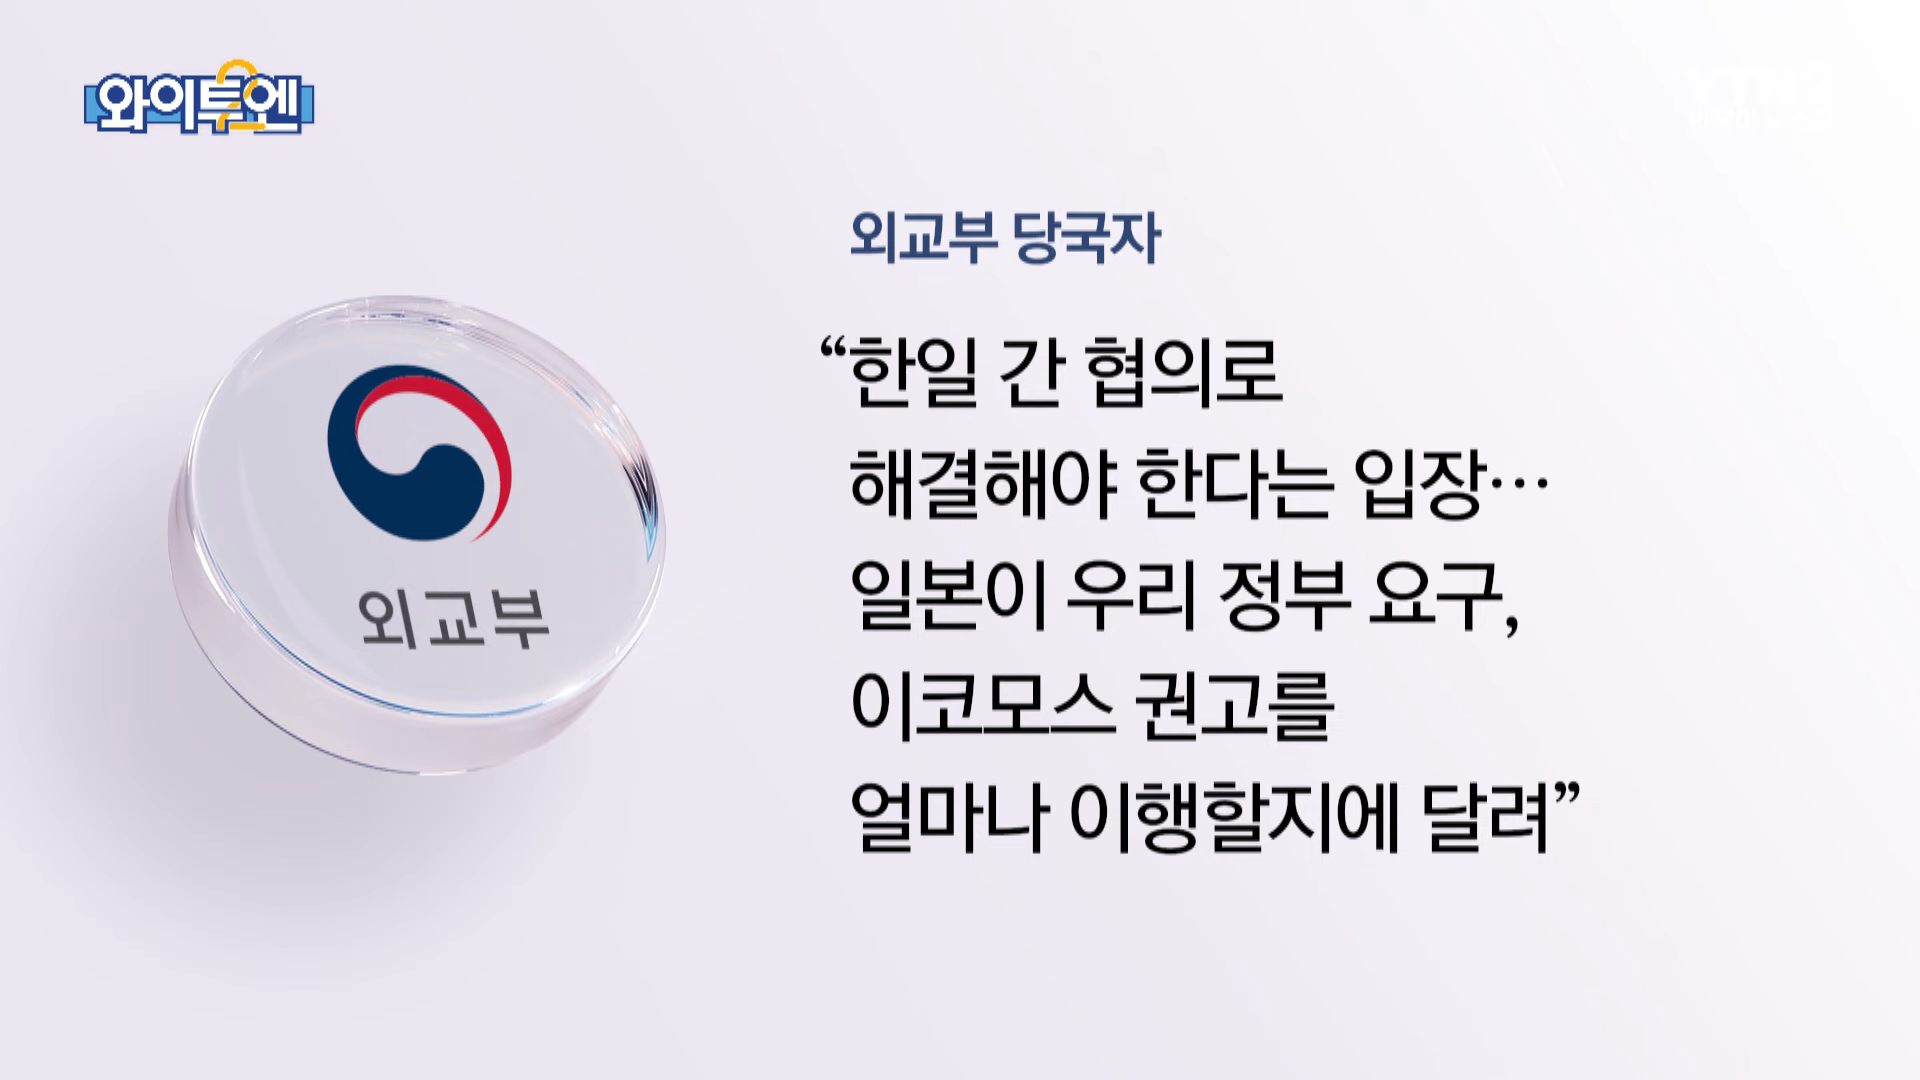 와이투엔
YTN2
외교부 당국자
“한일 간 협의로
해결해야 한다는 입장…
일본이 우리 정부 요구,
이코모스 권고를
얼마나 이행할지에 달려”
외교부